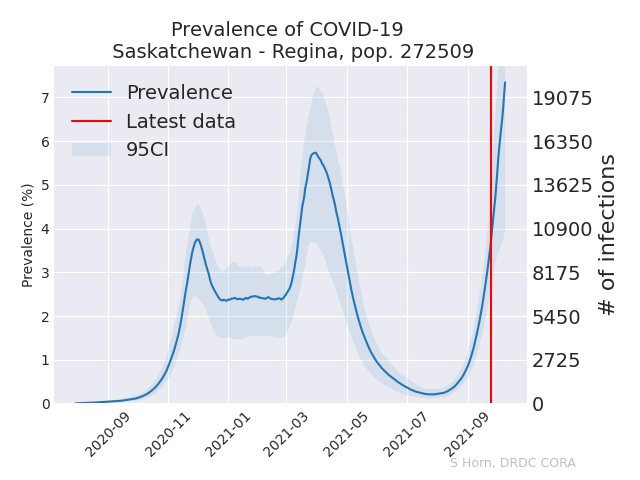 Prevalence of COVID-19
Saskatchewan - Regina, pop. 272509
Prevalence
Latest data
95CI
Prevalence (%)
7
6
5
4
3
2
1
0
19075
16350
13625
10900
8175
5450
2725
0
# of infections
2020-09
2020-11
2021-01
2021-03
2021-05
2021-07
2021-09
S Horn, DRDC CORA